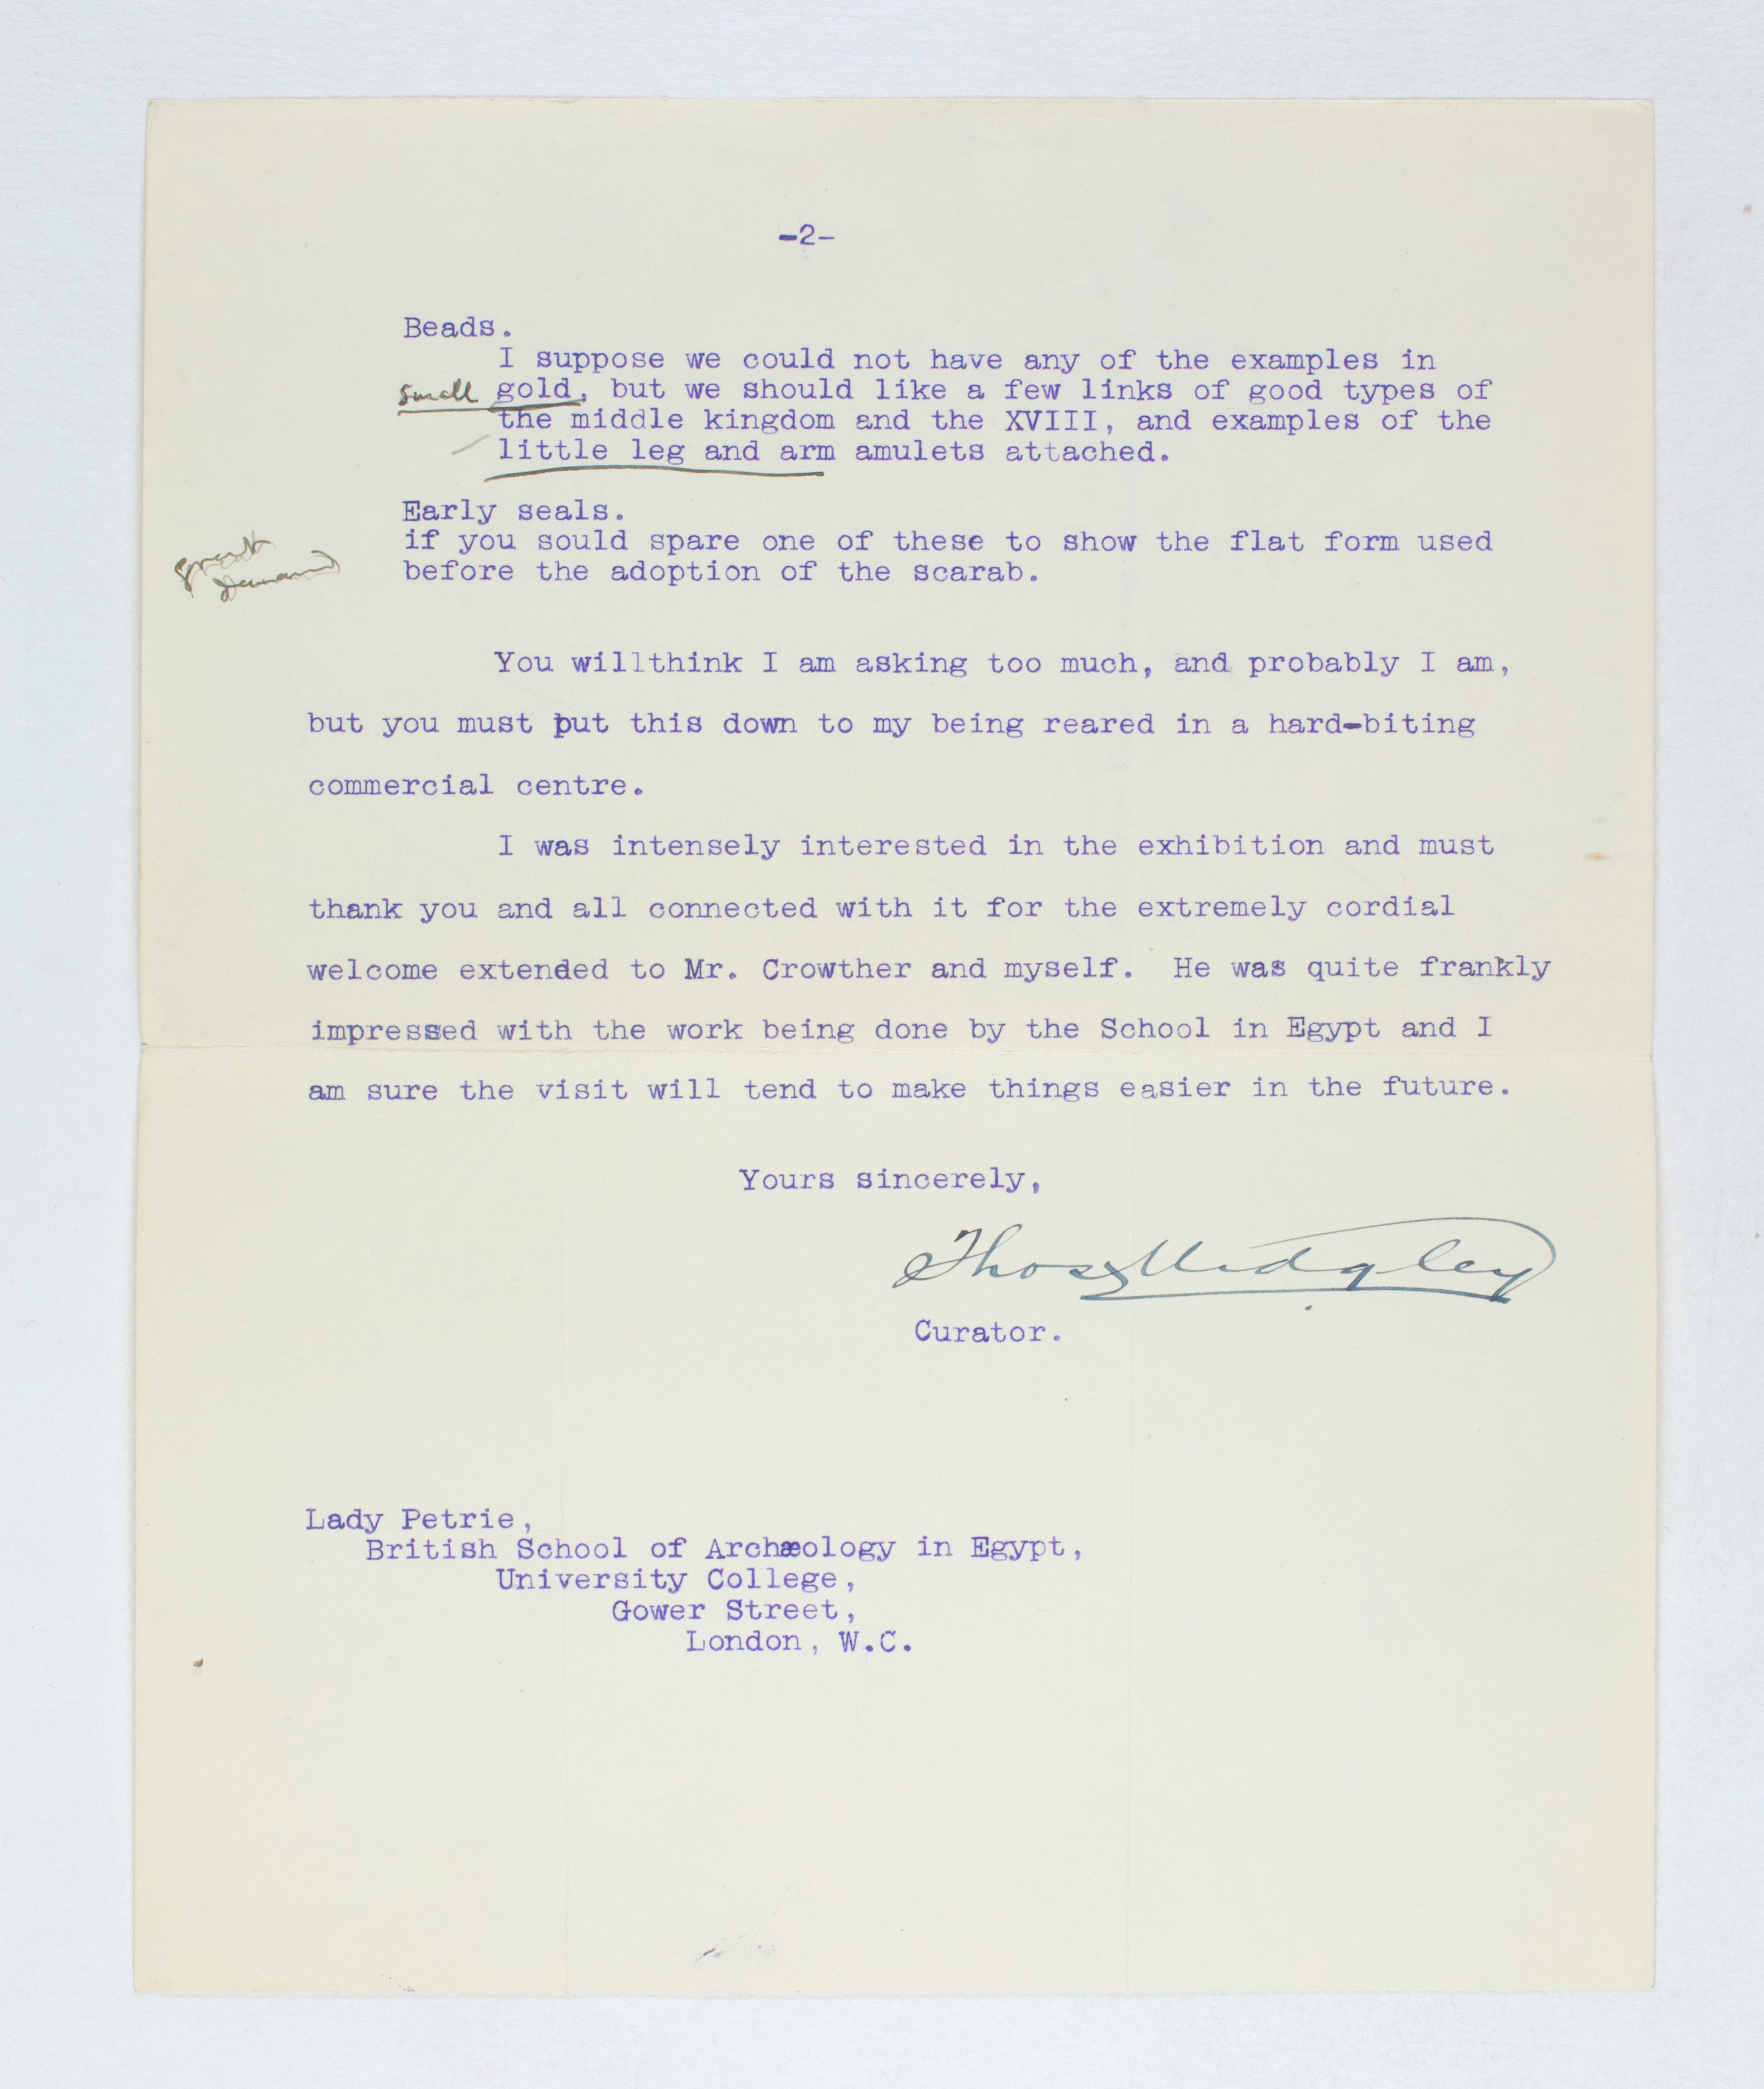 -2-
Beads.
I suppose we could not have any of the examples in
small gold, but we should like a few links of good types of
the middle kingdom and the XVIII, and examples of the
little leg and arm amulets attached.
Early seals.
great
demand
if you sould spare one of these to show the flat form used
before the adoption of the scarab.
You willthink I am asking too much, and probably I am,
but you must put this down to my being reared in a hard-biting
commercial centre.
I was intensely interested in the exhibition and must
thank you and all connected with it for the extremely cordial
welcome extended to Mr. Crowther and myself. He was quite frankly
impressed with the work being done by the School in Egypt and I
am sure the visit will tend to make things easier in the future.
Yours sincerely,
Thos Midgley
Curator.
Lady Petrie,
British School of Archæology in Egypt,
University College,
Gower Street,
London, W.C.